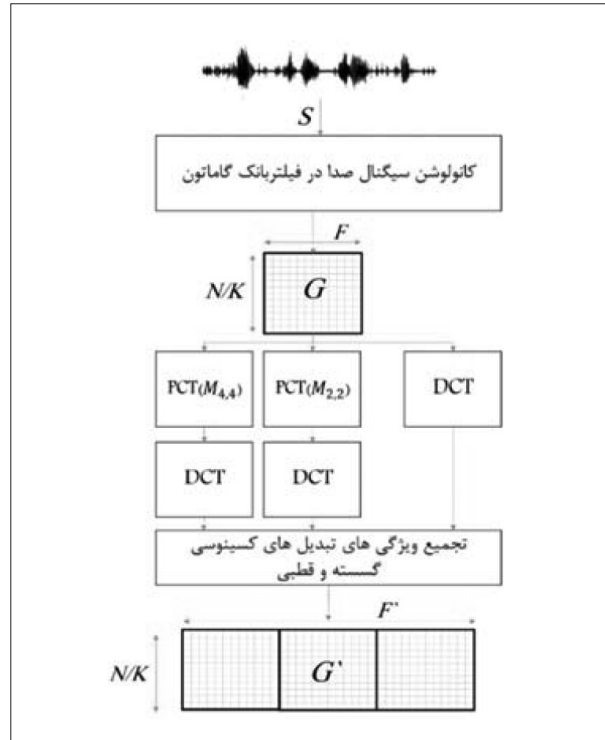 S
کانولوشن سیگنال صدا در فیلتربانک گاماتون
F
N/K
G
PCT(M4,4) PCT(M2,2) DCT
DCT DCT
تجمیع ویژگی های تبدیل های کسینوسی
گسسته و قطبی
F`
N/K
G`